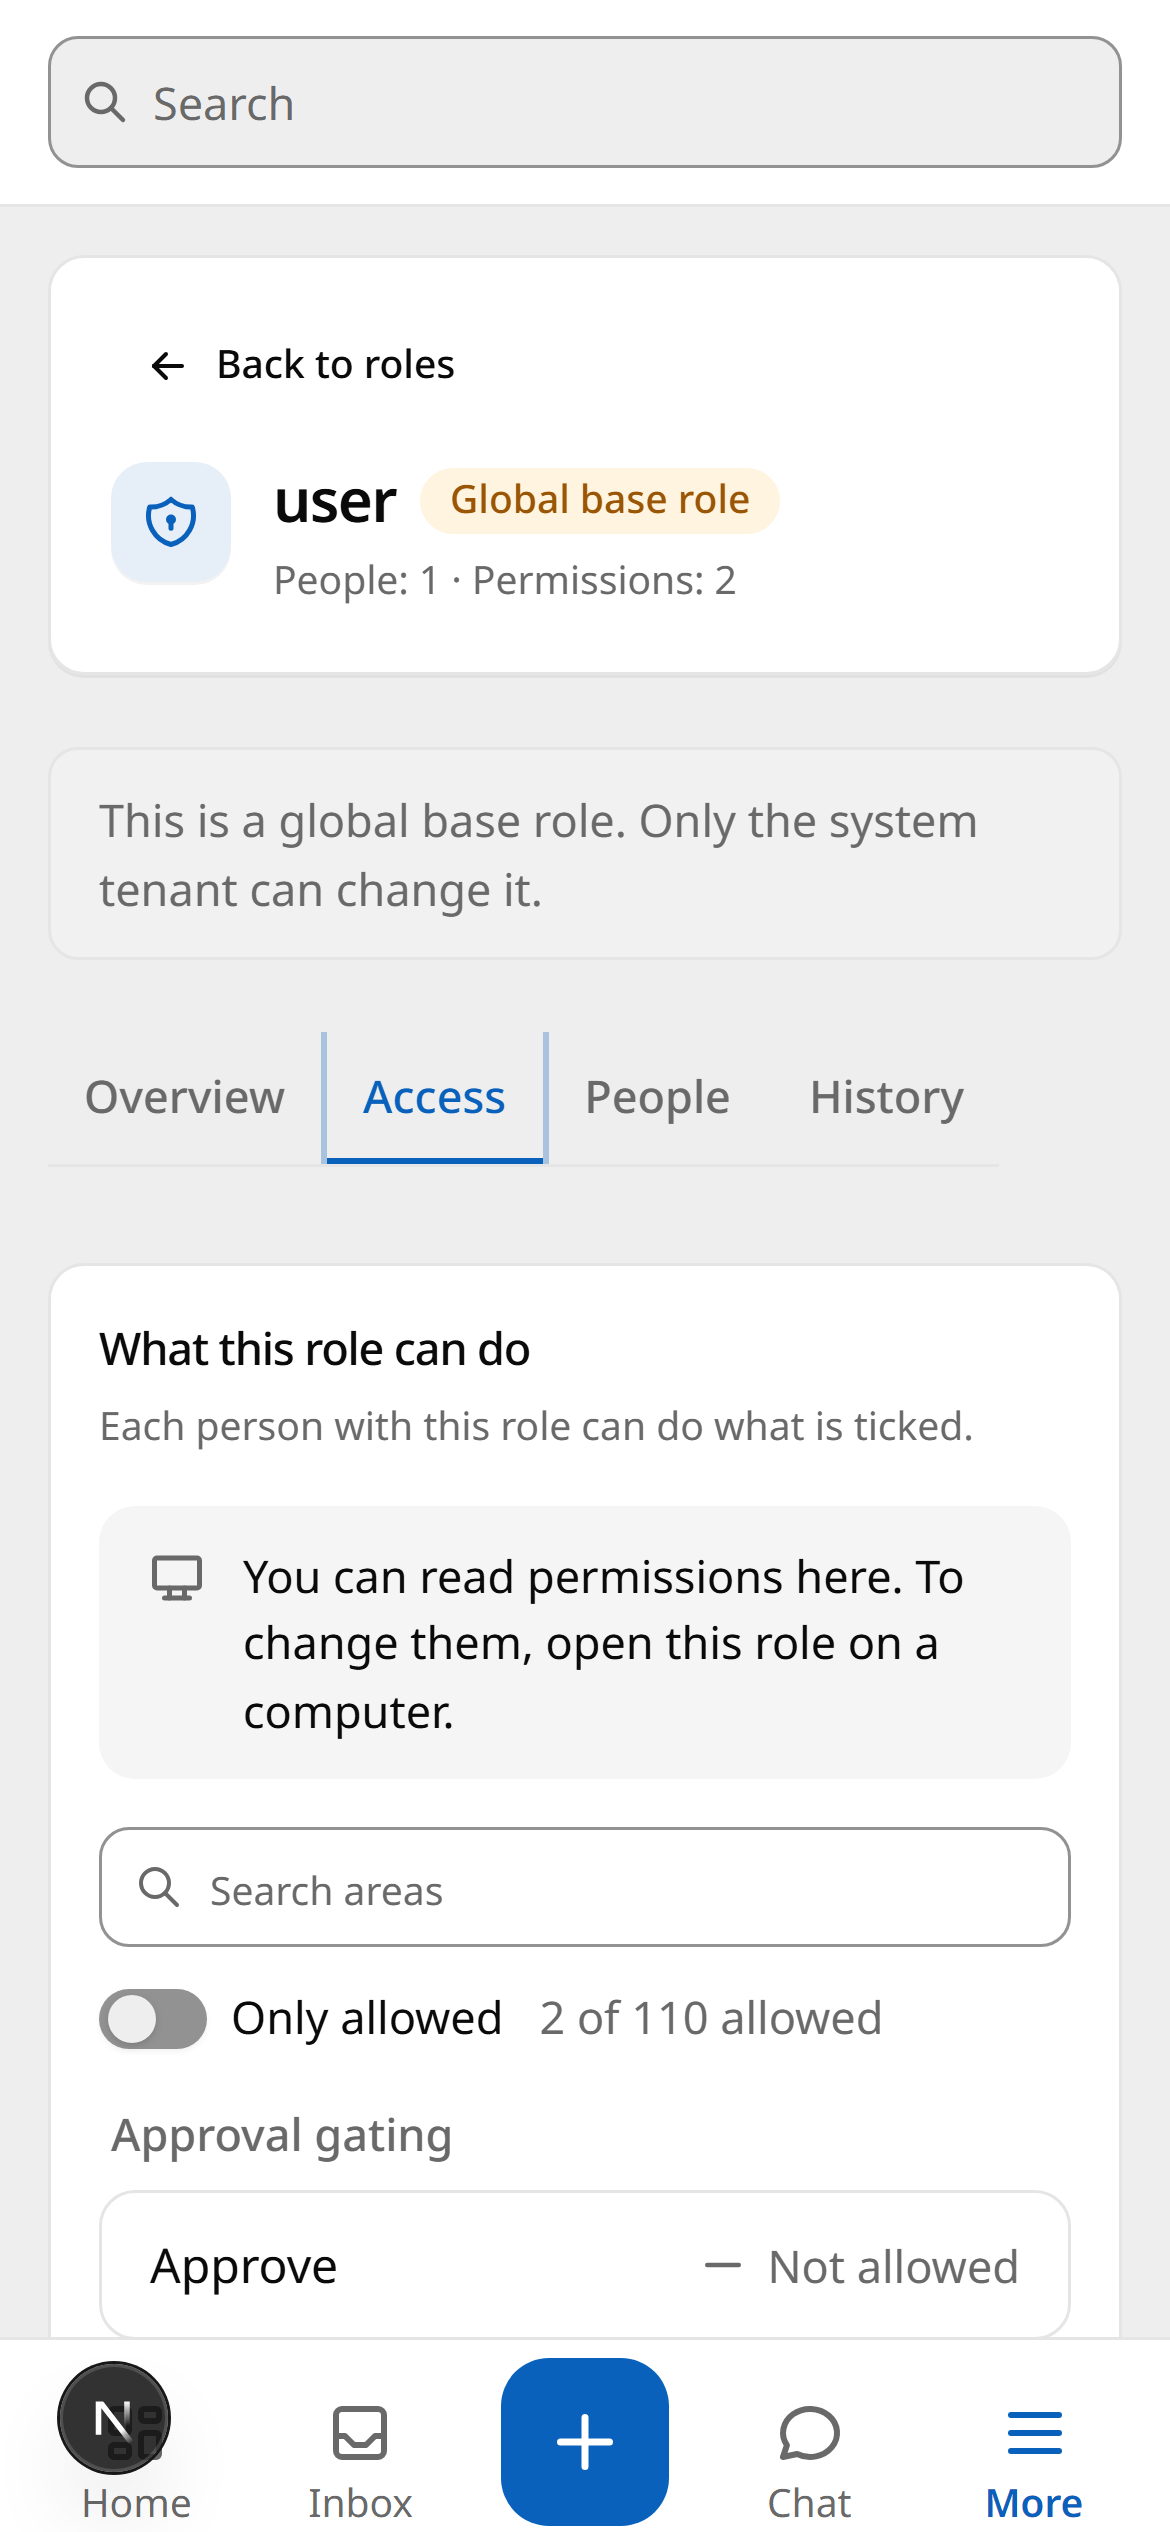 Search
Back to roles
user
Global base role
People: 1 · Permissions: 2
This is a global base role. Only the system
tenant can change it.
Overview
Access
People
History
What this role can do
Each person with this role can do what is ticked.
You can read permissions here. To
change them, open this role on a
computer.
Search areas
Only allowed
2 of 110 allowed
Approval gating
Approve
Not allowed
N
Home
Inbox
Chat
More